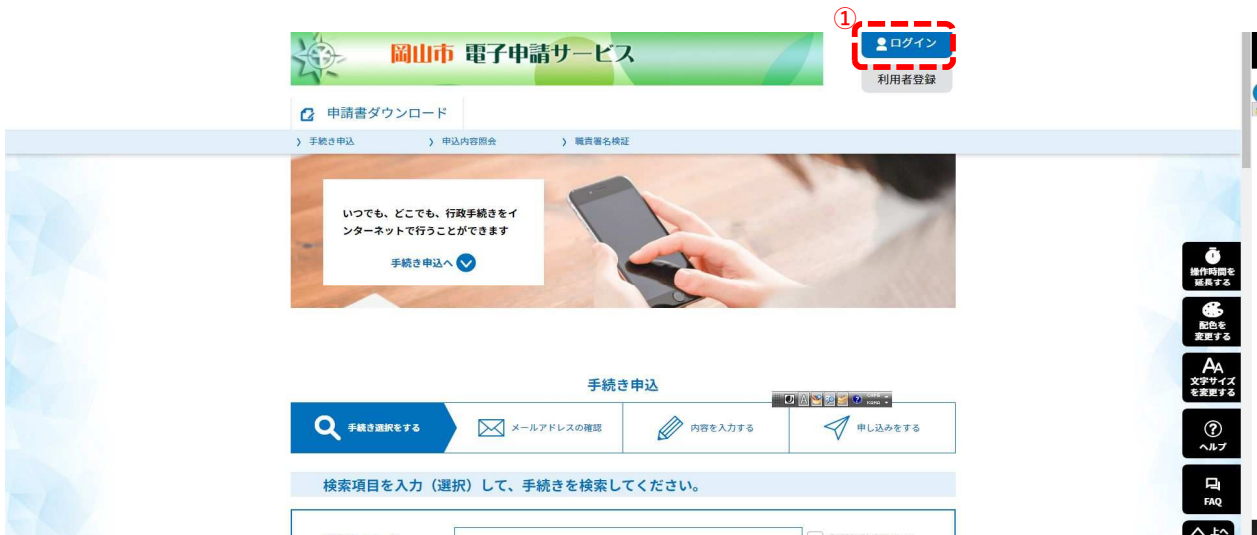 ①
岡山市 電子申請サービス
ログイン
利用者登録
申請書ダウンロード
手続き申込
申込内容照会
職責署名検証
いつでも、どこでも、行政手続きをイ
ンターネットで行うことができます
手続き申込へ
操作時間を
延長する
配色を
変更する
AA
文字サイズ
を変更する
手続き申込
手続き選択をする
メールアドレスの確認
内容を入力する
申し込みをする
?
ヘルプ
検索項目を入力（選択）して、手続きを検索してください。
FAQ
上へ